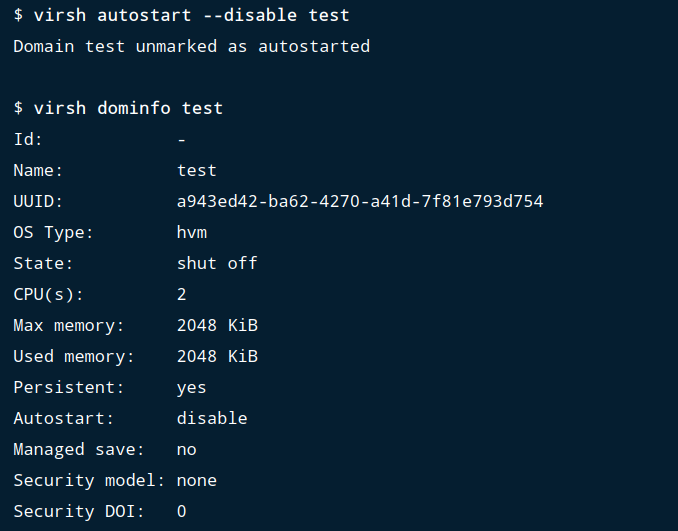 $ virsh autostart --disable test
Domain test unmarked as autostarted
$ virsh dominfo test
Id: -
Name: test
UUID: a943ed42-ba62-4270-a41d-7f81e793d754
OS Type: hvm
State: shut off
CPU(s): 2
Max memory: 2048 KiB
Used memory: 2048 KiB
Persistent: yes
Autostart: disable
Managed save: no
Security model: none
Security DOI: 0